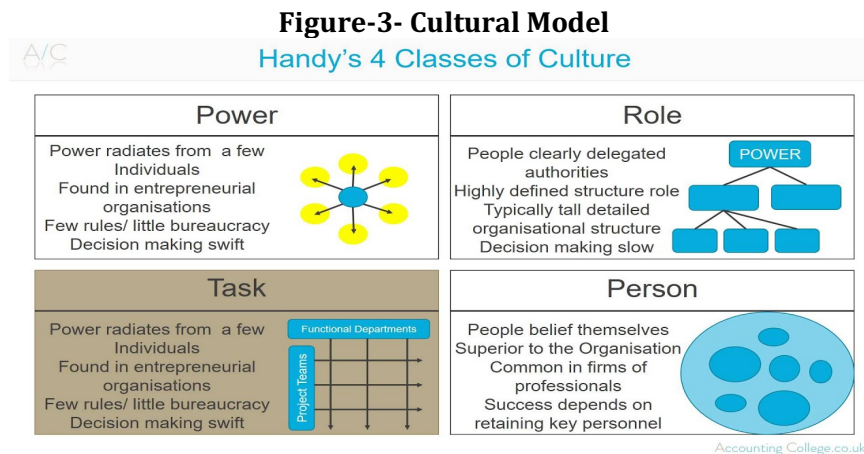 Figure-3- Cultural Model
A/C
Handy's 4 Classes of Culture
Power
Power radiates from a few
Individuals
Found in entrepreneurial
organisations
Few rules/ little bureaucracy
Decision making swift
Role
People clearly delegated
authorities
Highly defined structure role
Typically tall detailed
organisational structure
Decision making slow
POWER
Task
Power radiates from a few
Individuals
Found in entrepreneurial
organisations
Few rules/ little bureaucracy
Decision making swift
Functional Departments
Project Teams
Person
People belief themselves
Superior to the Organisation
Common in firms of
professionals
Success depends on
retaining key personnel
Accounting College.co.uk